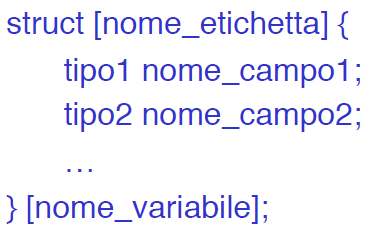 struct [nome_etichetta] {
tipo1 nome_campo1;
tipo2 nome_campo2;
…
} [nome_variabile];